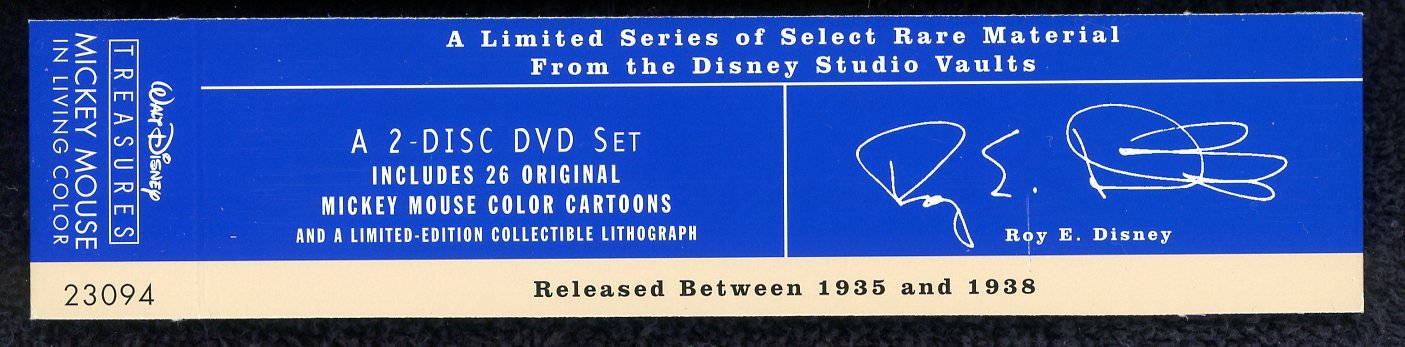 WALT DISNEY
TREASURES
MICKEY MOUSE
IN LIVING COLOR
23094
A Limited Series of Select Rare Material
From the Disney Studio Vaults
A 2-DISC DVD SET
INCLUDES 26 ORIGINAL
MICKEY MOUSE COLOR CARTOONS
AND A LIMITED-EDITION COLLECTIBLE LITHOGRAPH
Roy E. D
Roy E. Disney
Released Between 1935 and 1938